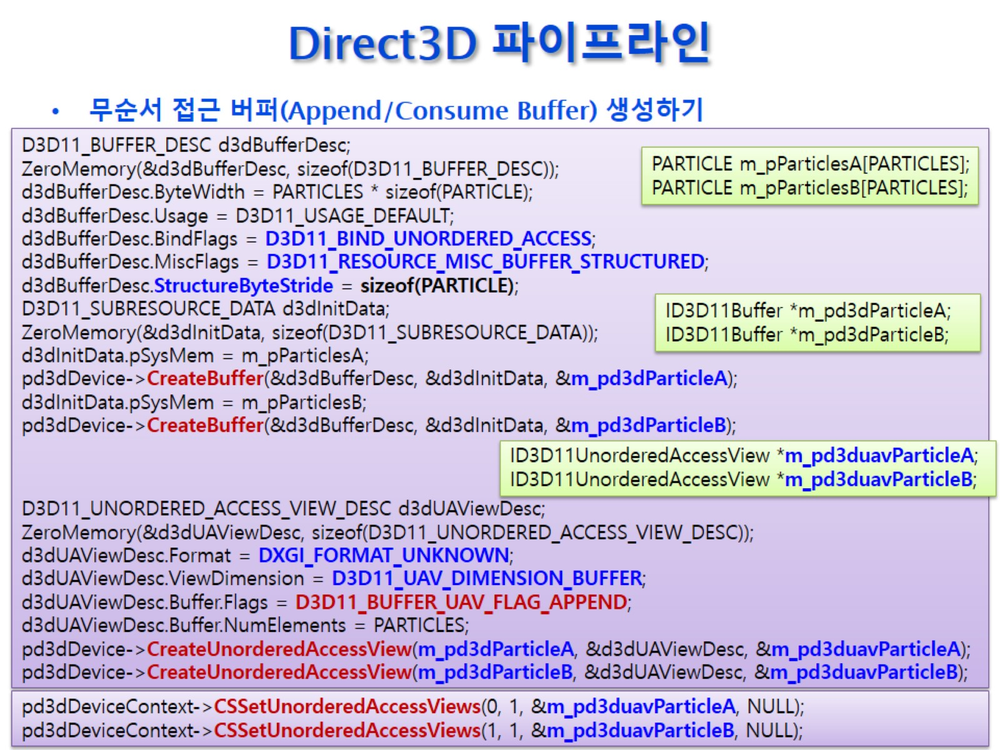 Direct3D 파이프라인
• 무순서 접근 버퍼(Append/Consume Buffer) 생성하기
D3D11_BUFFER_DESC d3dBufferDesc;
ZeroMemory(&d3dBufferDesc, sizeof(D3D11_BUFFER_DESC));
d3dBufferDesc.ByteWidth = PARTICLES * sizeof(PARTICLE);
d3dBufferDesc.Usage = D3D11_USAGE_DEFAULT;
d3dBufferDesc.BindFlags = D3D11_BIND_UNORDERED_ACCESS;
d3dBufferDesc.MiscFlags = D3D11_RESOURCE_MISC_BUFFER_STRUCTURED;
d3dBufferDesc.StructureByteStride = sizeof(PARTICLE);
D3D11_SUBRESOURCE_DATA d3dInitData;
ZeroMemory(&d3dInitData, sizeof(D3D11_SUBRESOURCE_DATA));
d3dInitData.pSysMem = m_pParticlesA;
pd3dDevice->CreateBuffer(&d3dBufferDesc, &d3dInitData, &m_pd3dParticleA);
d3dInitData.pSysMem = m_pParticlesB;
pd3dDevice->CreateBuffer(&d3dBufferDesc, &d3dInitData, &m_pd3dParticleB);
PARTICLE m_pParticlesA[PARTICLES];
PARTICLE m_pParticlesB[PARTICLES];
ID3D11Buffer *m_pd3dParticleA;
ID3D11Buffer *m_pd3dParticleB;
ID3D11UnorderedAccessView *m_pd3duavParticleA;
ID3D11UnorderedAccessView *m_pd3duavParticleB;
D3D11_UNORDERED_ACCESS_VIEW_DESC d3dUAViewDesc;
ZeroMemory(&d3dUAViewDesc, sizeof(D3D11_UNORDERED_ACCESS_VIEW_DESC));
d3dUAViewDesc.Format = DXGI_FORMAT_UNKNOWN;
d3dUAViewDesc.ViewDimension = D3D11_UAV_DIMENSION_BUFFER;
d3dUAViewDesc.Buffer.Flags = D3D11_BUFFER_UAV_FLAG_APPEND;
d3dUAViewDesc.Buffer.NumElements = PARTICLES;
pd3dDevice->CreateUnorderedAccessView(m_pd3dParticleA, &d3dUAViewDesc, &m_pd3duavParticleA);
pd3dDevice->CreateUnorderedAccessView(m_pd3dParticleB, &d3dUAViewDesc, &m_pd3duavParticleB);
pd3dDeviceContext->CSSetUnorderedAccessViews(0, 1, &m_pd3duavParticleA, NULL);
pd3dDeviceContext->CSSetUnorderedAccessViews(1, 1, &m_pd3duavParticleB, NULL);